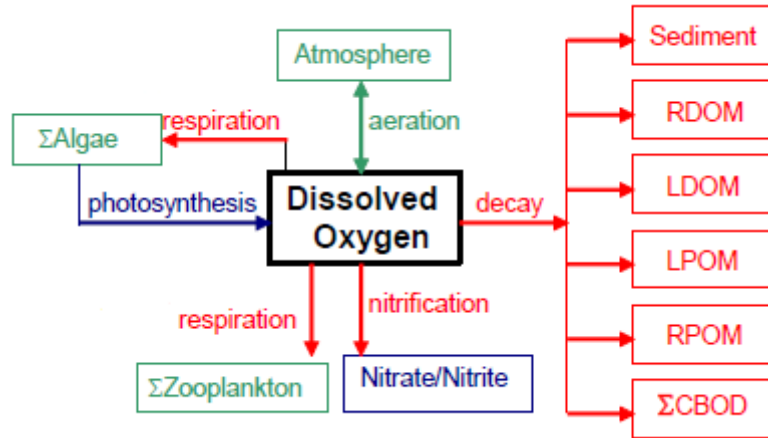 Atmosphere
Sediment
respiration
aeration
RDOM
ΣAlgae
photosynthesis
Dissolved
Oxygen
decay
LDOM
LPOM
respiration
nitrification
RPOM
ΣZooplankton
Nitrate/Nitrite
ΣCBOD